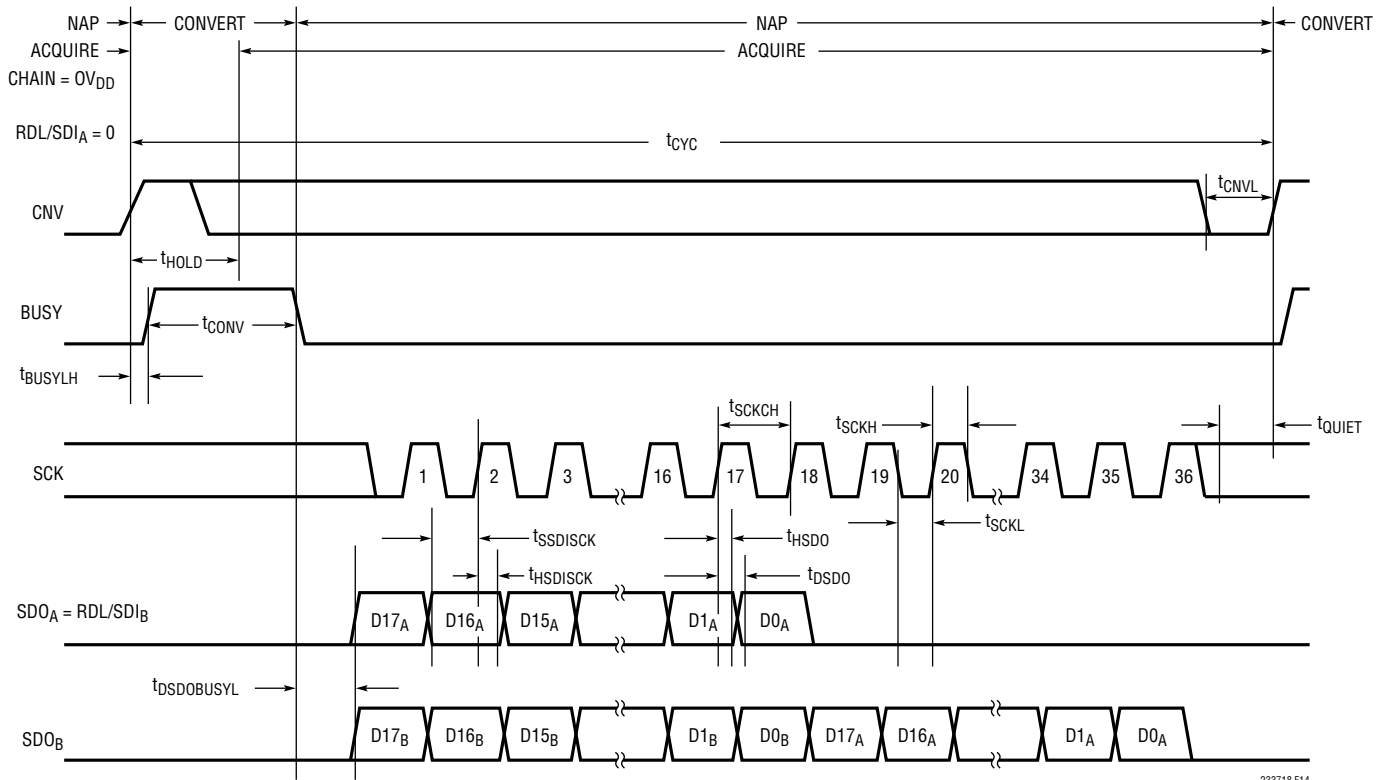 NAP CONVERT NAP CONVERT
ACQUIRE ACQUIRE
CHAIN = OVDD
RDL/SDIA = 0
tCYC
CNV
tCNVL
tHOLD
BUSY
tCONV
tBUSYLH
tSCKCH
tSCKH
tQUIET
SCK
1 2 3 16 17 18 19 20 34 35 36
tSSDISCK
tHSDO
tSCKL
tHSDISCK
tDSDO
SDOA = RDL/SDIB
D17A D16A D15A D1A D0A
tDSDOBUSYL
SDOB
D17B D16B D15B D1B D0B D17A D16A D1A D0A
233718 F14